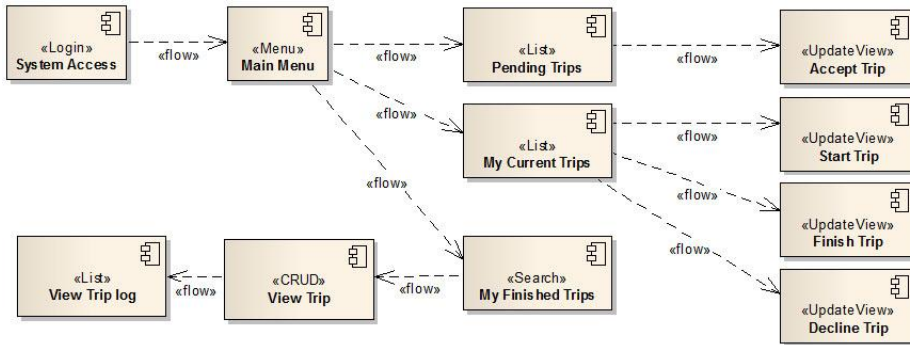 «Login»
System Access
«flow»
«Menu»
Main Menu
«flow»
«List»
Pending Trips
«flow»
«UpdateView»
Accept Trip
«flow»
«List»
My Current Trips
«flow»
«UpdateView»
Start Trip
«flow»
«flow»
«UpdateView»
Finish Trip
«flow»
«List»
View Trip log
«flow»
«CRUD»
View Trip
«flow»
«Search»
My Finished Trips
«UpdateView»
Decline Trip